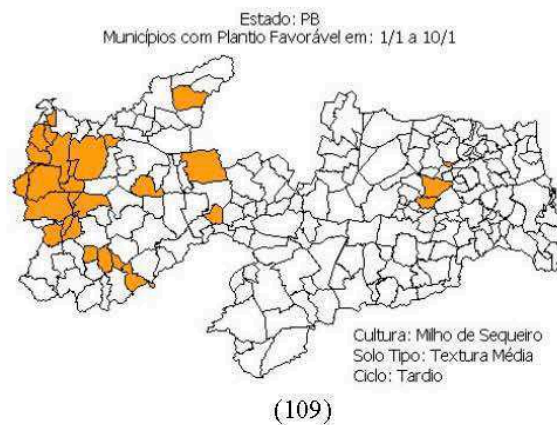 Estado: PB
Municípios com Plantio Favorável em: 1/1 a 10/1
Cultura: Milho de Sequeiro
Solo Tipo: Textura Média
Ciclo: Tardio
(109)